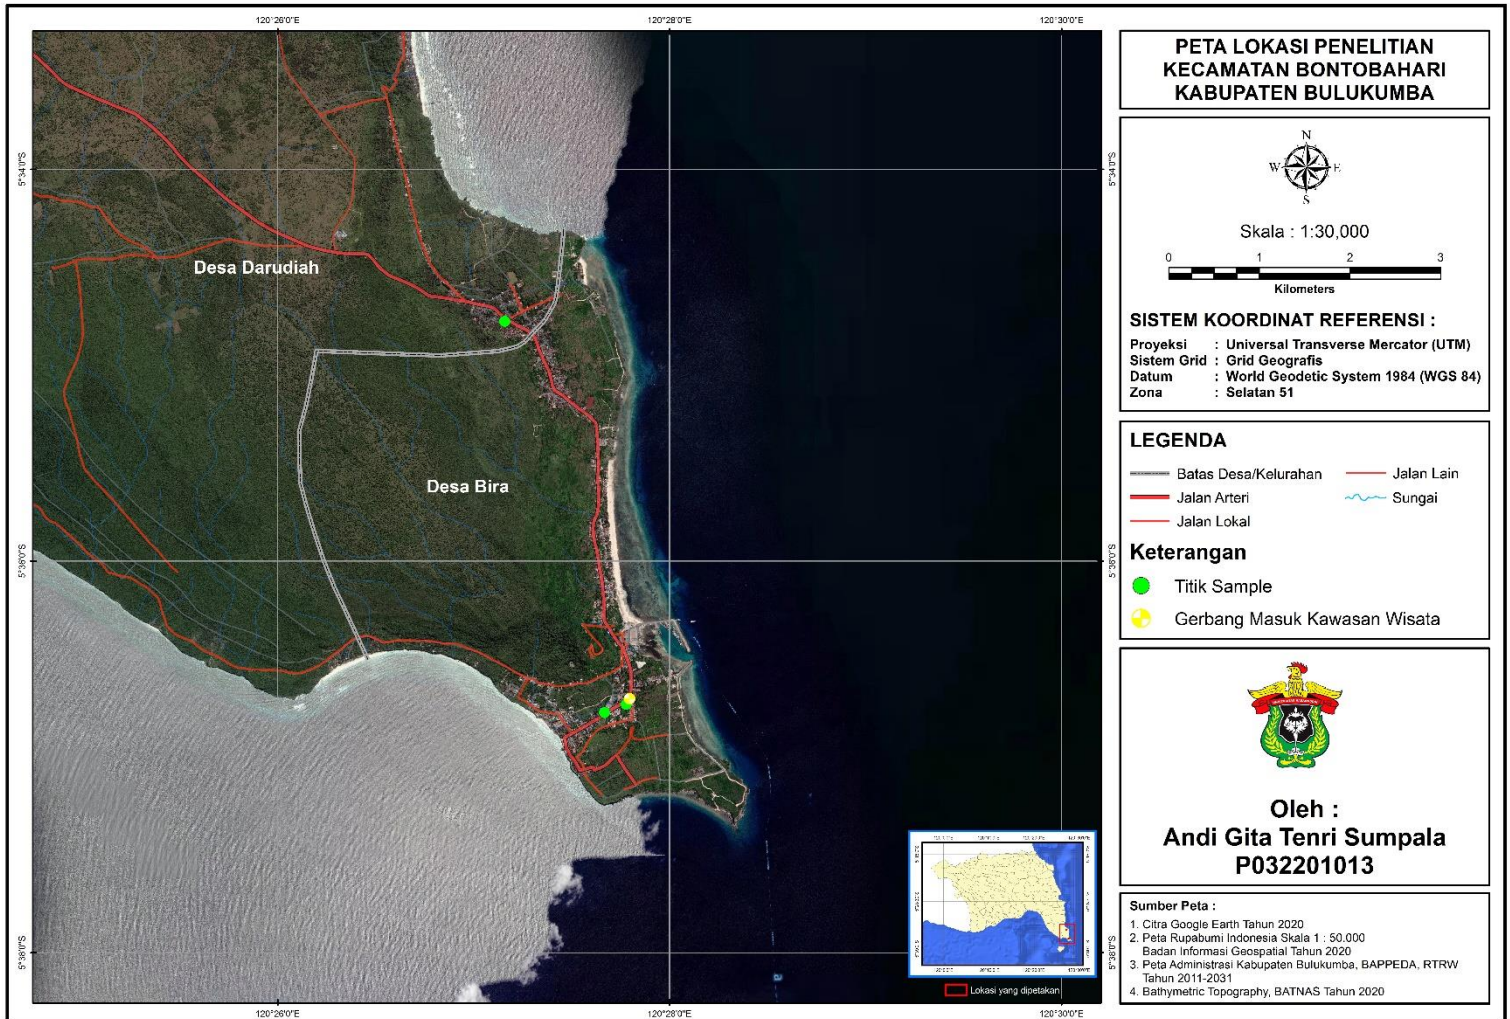 120°26'0"E
120°28'0"E
120°30'0"E
5°34'0"S
5°34'0"S
Desa Darudiah
Desa Bira
5°36'0"S
5°36'0"S
5°38'0"S
5°38'0"S
Lokasi yang dipetakan
120°26'0"E
120°28'0"E
120°30'0"E
PETA LOKASI PENELITIAN
KECAMATAN BONTOBAHARI
KABUPATEN BULUKUMBA
N
W E
S
Skala : 1:30,000
0 1 2 3
Kilometers
SISTEM KOORDINAT REFERENSI :
Proyeksi : Universal Transverse Mercator (UTM)
Sistem Grid : Grid Geografis
Datum : World Geodetic System 1984 (WGS 84)
Zona : Selatan 51
LEGENDA
Batas Desa/Kelurahan
Jalan Lain
Jalan Arteri
Sungai
Jalan Lokal
Keterangan
Titik Sample
Gerbang Masuk Kawasan Wisata
Oleh :
Andi Gita Tenri Sumpala
P032201013
Sumber Peta :
1. Citra Google Earth Tahun 2020
2. Peta Rupabumi Indonesia Skala 1 : 50.000
Badan Informasi Geospatial Tahun 2020
3. Peta Administrasi Kabupaten Bulukumba, BAPPEDA, RTRW
Tahun 2011-2031
4. Bathymetric Topography, BATNAS Tahun 2020